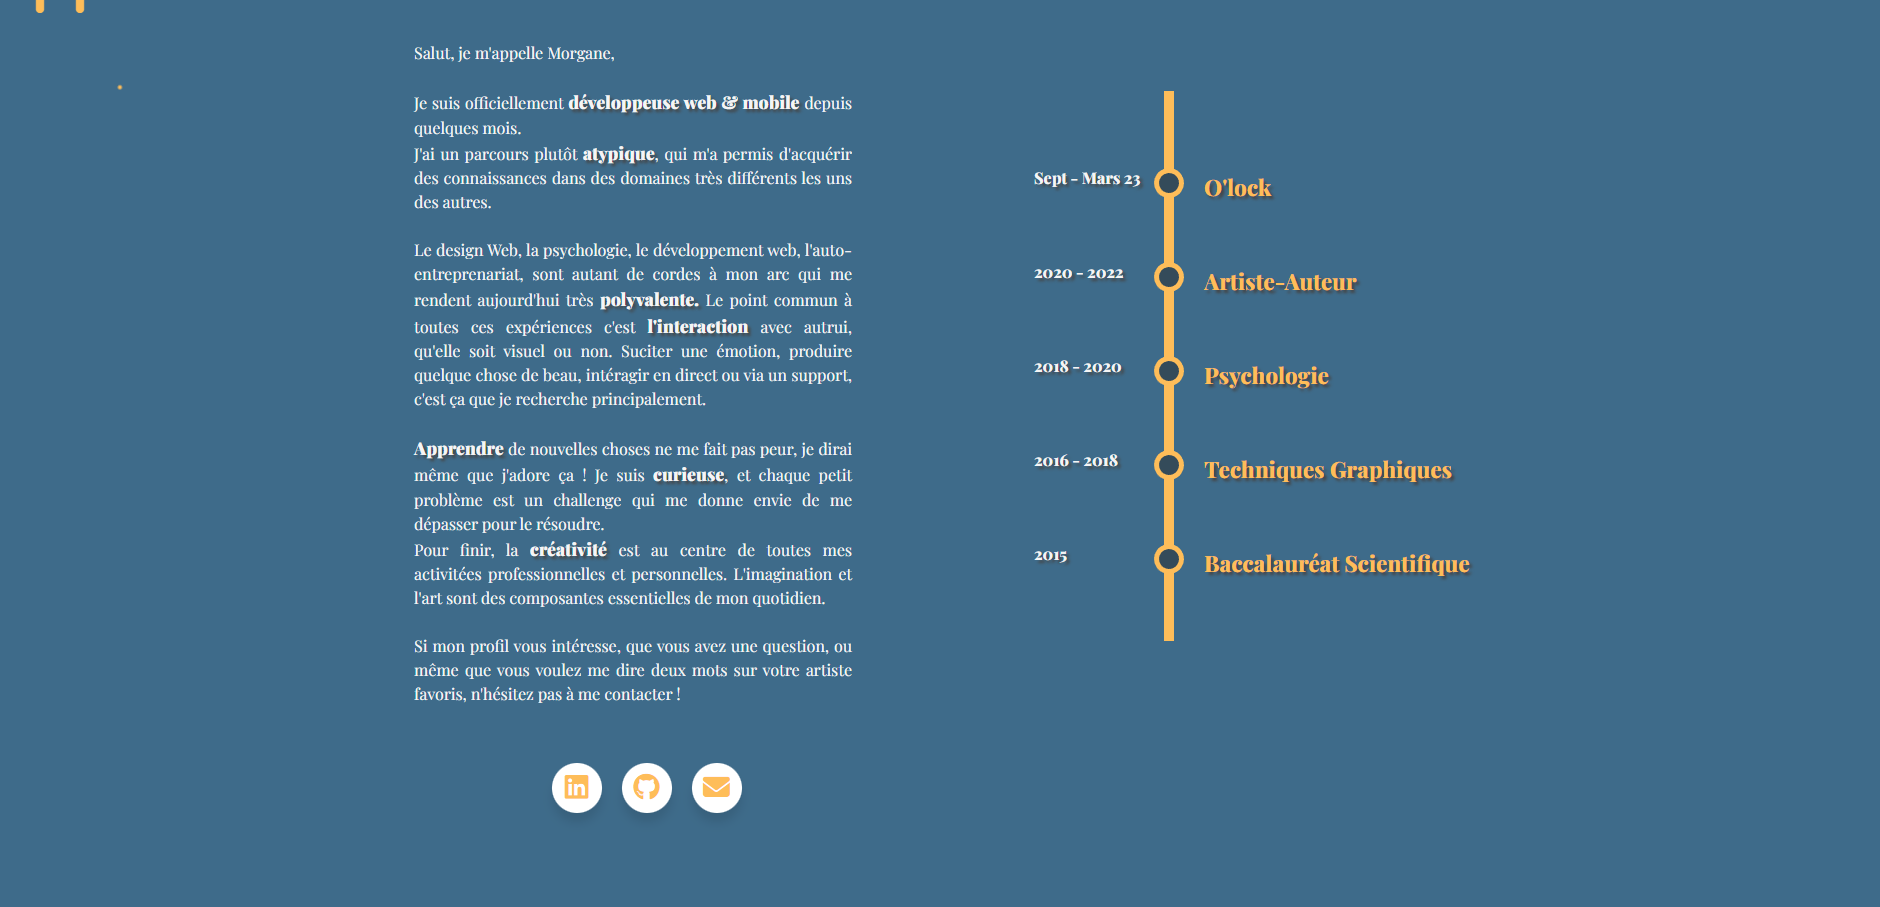 Salut, je m'appelle Morgane,
Je suis officiellement développeuse web & mobile depuis
quelques mois.
J'ai un parcours plutôt atypique, qui m'a permis d'acquérir
des connaissances dans des domaines très différents les uns
des autres.
Le design Web, la psychologie, le développement web, l'auto-
entreprenariat, sont autant de cordes à mon arc qui me
rendent aujourd'hui très polyvalente. Le point commun à
toutes ces expériences c'est l'interaction avec autrui,
qu'elle soit visuel ou non. Suciter une émotion, produire
quelque chose de beau, intéragir en direct ou via un support,
c'est ça que je recherche principalement.
Apprendre de nouvelles choses ne me fait pas peur, je dirai
même que j'adore ça ! Je suis curieuse, et chaque petit
problème est un challenge qui me donne envie de me
dépasser pour le résoudre.
Pour finir, la créativité est au centre de toutes mes
activitées professionnelles et personnelles. L'imagination et
l'art sont des composantes essentielles de mon quotidien.
Si mon profil vous intéresse, que vous avez une question, ou
même que vous voulez me dire deux mots sur votre artiste
favoris, n'hésitez pas à me contacter !
Sept - Mars 23
O'lock
2020 - 2022
Artiste-Auteur
2018 - 2020
Psychologie
2016 - 2018
Techniques Graphiques
2015
Baccalauréat Scientifique